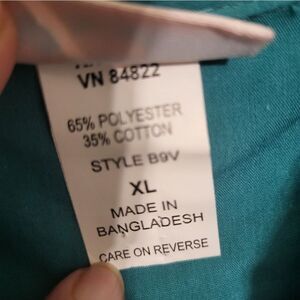 VN 84822
65% POLYESTER
35% COTTON
STYLE B9V
XL
MADE IN
BANGLADESH
CARE ON REVERSE